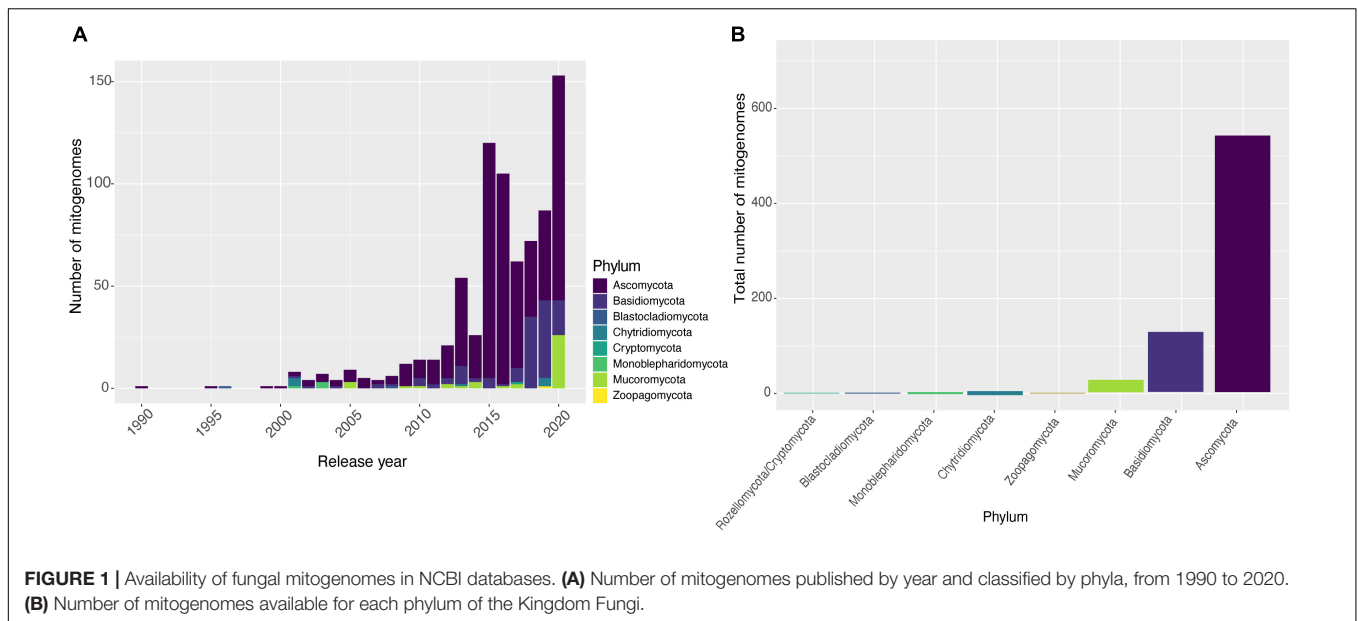 A
150
100
50
0
Number of mitogenomes
1990
1995
2000
2005
2010
2015
2020
Release year
Phylum
Ascomycota
Basidiomycota
Blastocladiomycota
Chytridiomycota
Cryptomycota
Monoblepharidomycota
Mucoromycota
Zoopagomycota
B
600
400
200
0
Total number of mitogenomes
Rozellomycota/Cryptomycota
Blastocladiomycota
Monoblepharidomycota
Chytridiomycota
Zoopagomycota
Mucoromycota
Basidiomycota
Ascomycota
Phylum
FIGURE 1 | Availability of fungal mitogenomes in NCBI databases. (A) Number of mitogenomes published by year and classified by phyla, from 1990 to 2020.
(B) Number of mitogenomes available for each phylum of the Kingdom Fungi.